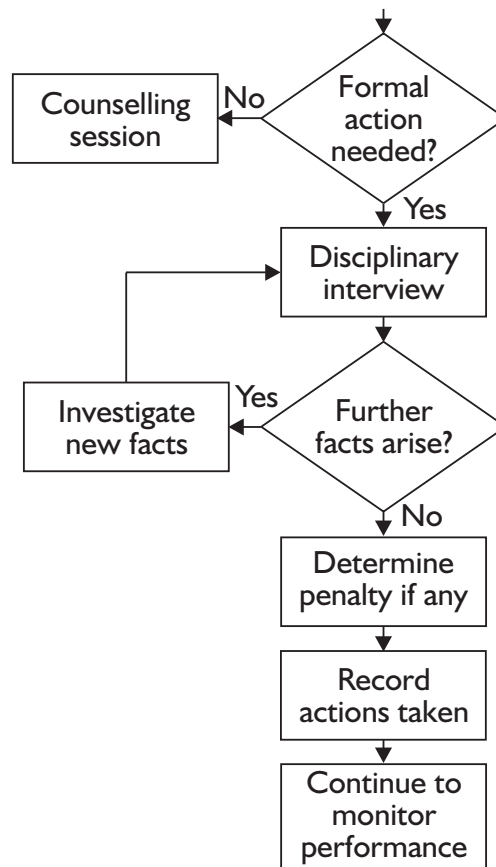 Formal
action
needed?
No
Counselling
session
Yes
Disciplinary
interview
Further
facts arise?
Yes
Investigate
new facts
No
Determine
penalty if any
Record
actions taken
Continue to
monitor
performance